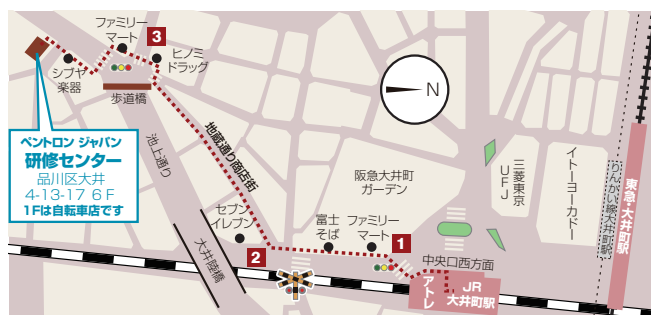 ファミリー
マート
3
ヒノミ
ドラッグ
シブヤ
楽器
歩道橋
N
ペントロン ジャパン
研修センター
品川区大井
4-13-17 6F
1Fは自転車店です
池上通り
地蔵通り商店街
阪急大井町
ガーデン
三菱東京
UFJ
イトーヨーカドー
りんかい線大井町駅
東急・大井町駅
セブン
イレブン
大井陸橋
2
富士
そば
ファミリー
マート
1
中央口西方面
アトレ
JR
大井町駅